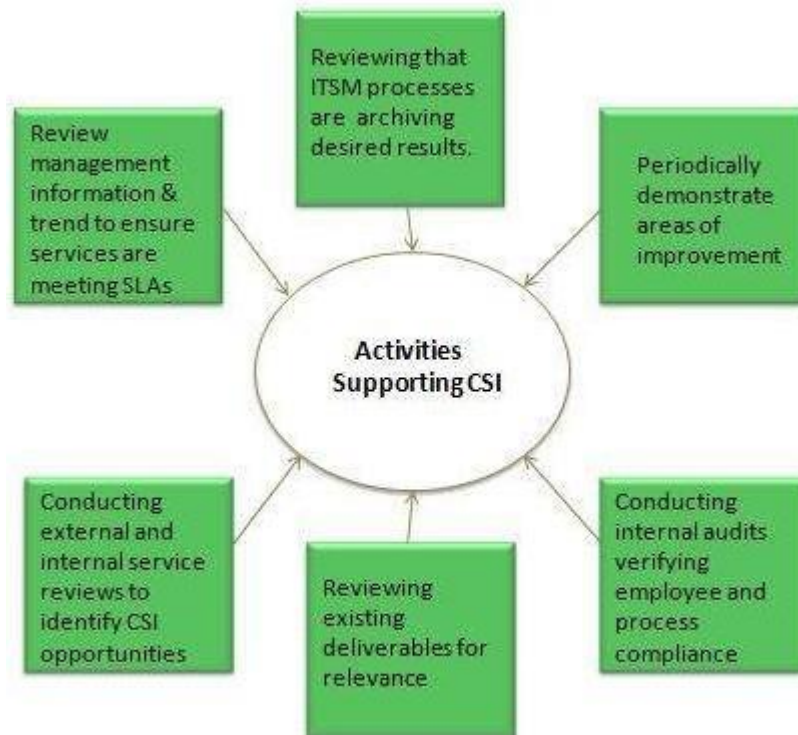 Reviewing that
ITSM processes
are archiving
desired results.
Review
management
information &
trend to ensure
services are
meeting SLAs
Periodically
demonstrate
areas of
improvement
Activities
Supporting CSI
Conducting
external and
internal service
reviews to
identify CSI
opportunities
Reviewing
existing
deliverables for
relevance
Conducting
internal audits
verifying
employee and
process
compliance